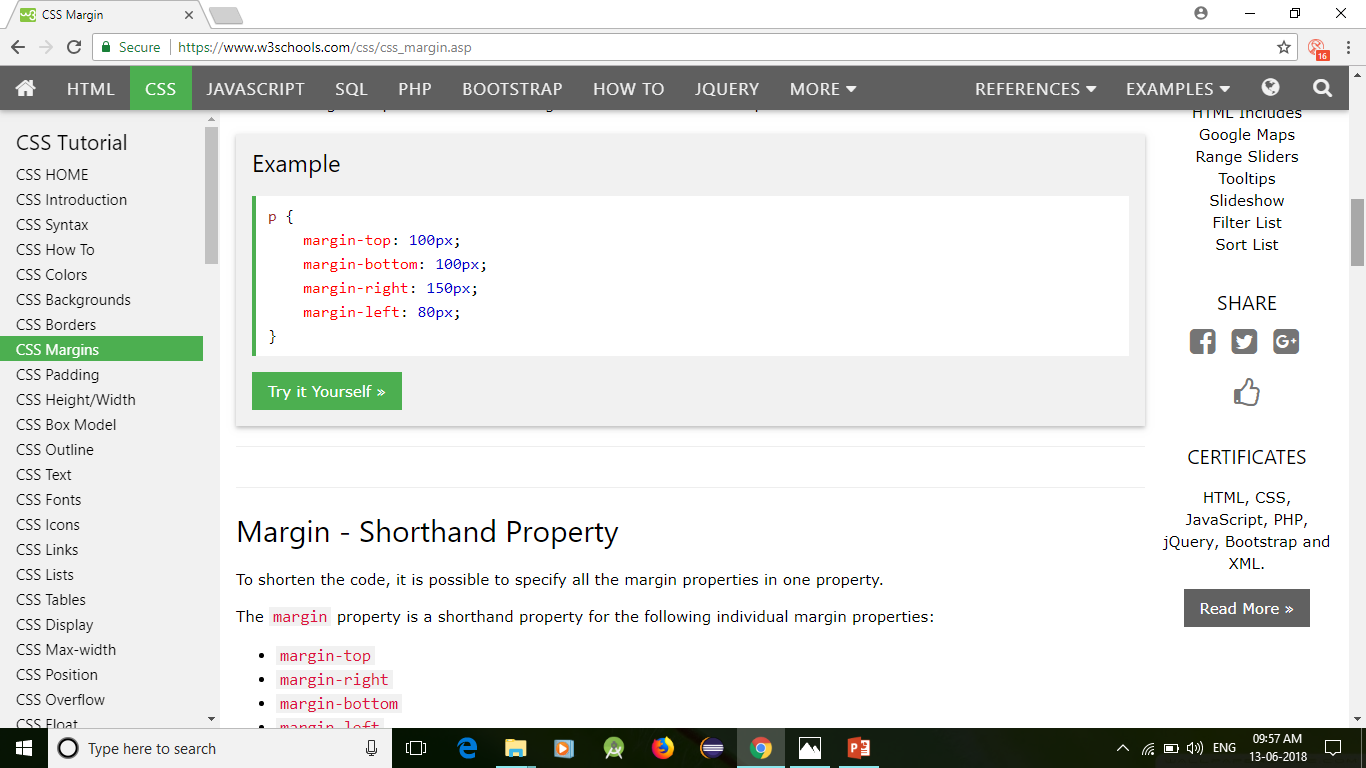 CSS Margin
Secure
https://www.w3schools.com/css/css_margin.asp
16
HTML
CSS
JAVASCRIPT
SQL
PHP
BOOTSTRAP
HOW TO
JQUERY
MORE
REFERENCES
EXAMPLES
CSS Tutorial
CSS HOME
CSS Introduction
CSS Syntax
CSS How To
CSS Colors
CSS Backgrounds
CSS Borders
CSS Margins
CSS Padding
CSS Height/Width
CSS Box Model
CSS Outline
CSS Text
CSS Fonts
CSS Icons
CSS Links
CSS Lists
CSS Tables
CSS Display
CSS Max-width
CSS Position
CSS Overflow
CSS Float
Example
p {
margin-top: 100px;
margin-bottom: 100px;
margin-right: 150px;
margin-left: 80px;
}
Try it Yourself »
Margin - Shorthand Property
To shorten the code, it is possible to specify all the margin properties in one property.
The margin property is a shorthand property for the following individual margin properties:
• margin-top
• margin-right
• margin-bottom
• margin-left
HTML Includes
Google Maps
Range Sliders
Tooltips
Slideshow
Filter List
Sort List
SHARE
CERTIFICATES
HTML, CSS,
JavaScript, PHP,
jQuery, Bootstrap and
XML.
Read More »
Type here to search
ENG
09:57 AM
13-06-2018